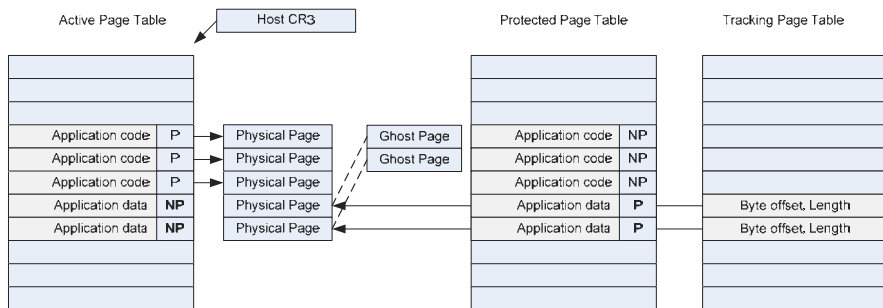 Active Page Table
Host CR3
Protected Page Table
Tracking Page Table
Application code P
Physical Page
Ghost Page
Application code NP
Application code P
Physical Page
Ghost Page
Application code NP
Application code P
Physical Page
Application code NP
Application data NP
Physical Page
Application data P
Byte offset, Length
Application data NP
Physical Page
Application data P
Byte offset, Length